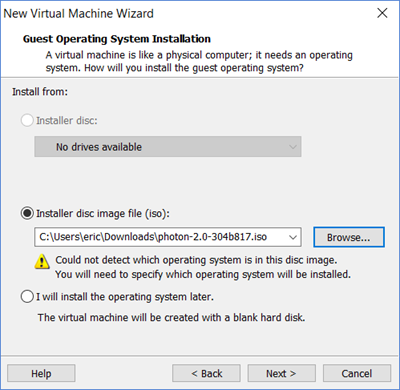 New Virtual Machine Wizard
Guest Operating System Installation
A virtual machine is like a physical computer; it needs an operating
system. How will you install the guest operating system?
Install from:
Installer disc:
No drives available
Installer disc image file (iso):
C:\Users\eric\Downloads\photon-2.0-304b817.iso
Browse...
Could not detect which operating system is in this disc image.
You will need to specify which operating system will be installed.
I will install the operating system later.
The virtual machine will be created with a blank hard disk.
Help
< Back
Next >
Cancel